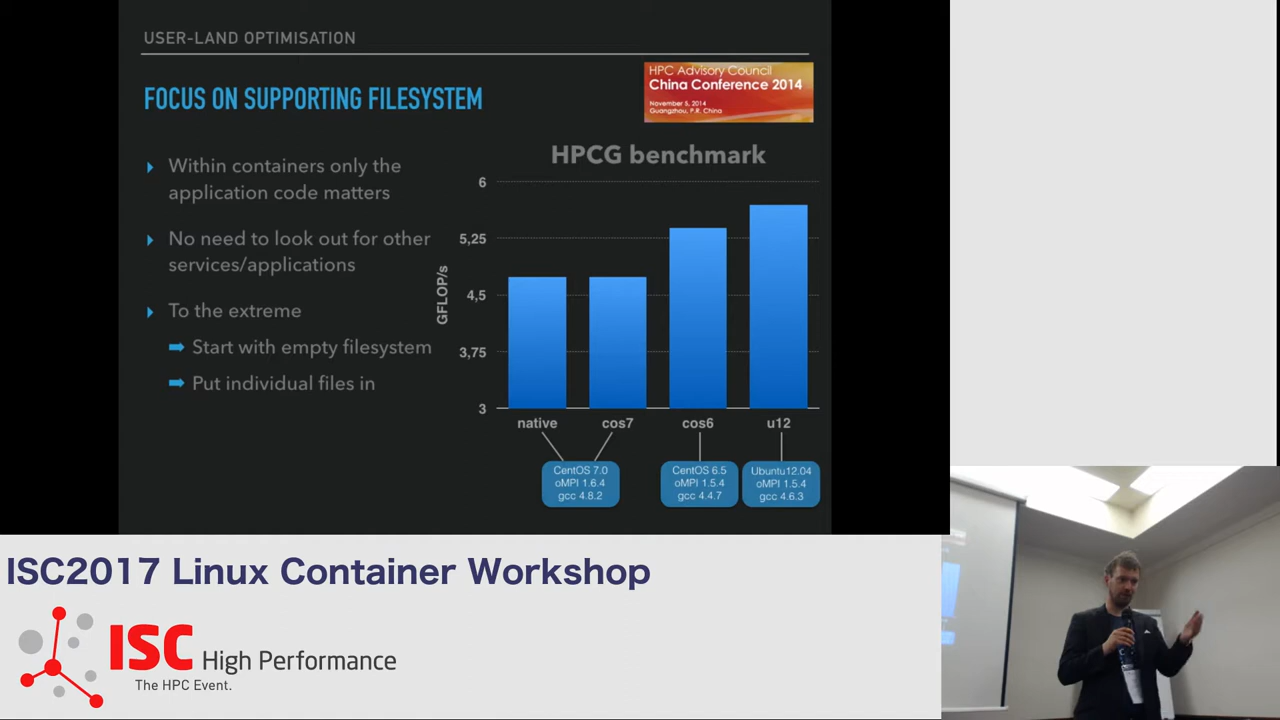 USER-LAND OPTIMISATION
FOCUS ON SUPPORTING FILESYSTEM
HPC Advisory Council
China Conference 2014
November 5, 2014
Guangzhou, P.R. China
Within containers only the
application code matters
No need to look out for other
services/applications
To the extreme
Start with empty filesystem
Put individual files in
HPCG benchmark
GFLOP/s
6
5,25
4,5
3,75
3
native
cos7
cos6
u12
CentOS 7.0
oMPI 1.6.4
gcc 4.8.2
CentOS 6.5
oMPI 1.5.4
gcc 4.4.7
Ubuntu12.04
oMPI 1.5.4
gcc 4.6.3
ISC2017 Linux Container Workshop
ISC High Performance
The HPC Event.